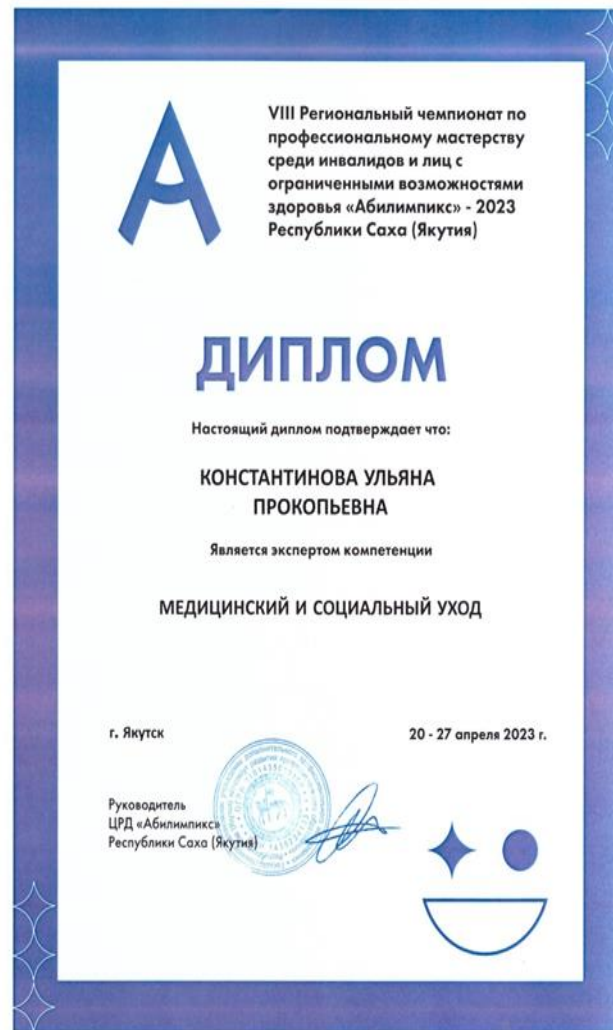 VIII Региональный чемпионат по
профессиональному мастерству
среди инвалидов и лиц с
ограниченными возможностями
здоровья «Абилимпикс» - 2023
Республики Саха (Якутия)
ДИПЛОМ
Настоящий диплом подтверждает что:
КОНСТАНТИНОВА УЛЬЯНА
ПРОКОПЬЕВНА
Является экспертом компетенции
МЕДИЦИНСКИЙ И СОЦИАЛЬНЫЙ УХОД
г. Якутск
20 - 27 апреля 2023 г.
Руководитель
ЦРД «Абилимпикс»
Республики Саха (Якутия)